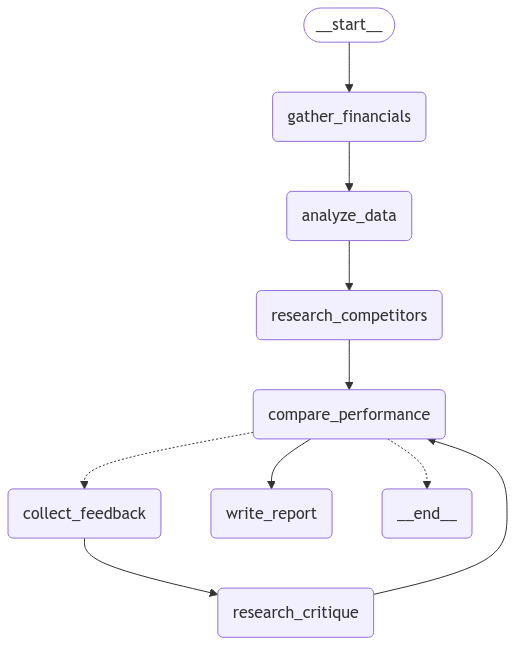 __start__
gather_financials
analyze_data
research_competitors
compare_performance
collect_feedback
write_report
__end__
research_critique